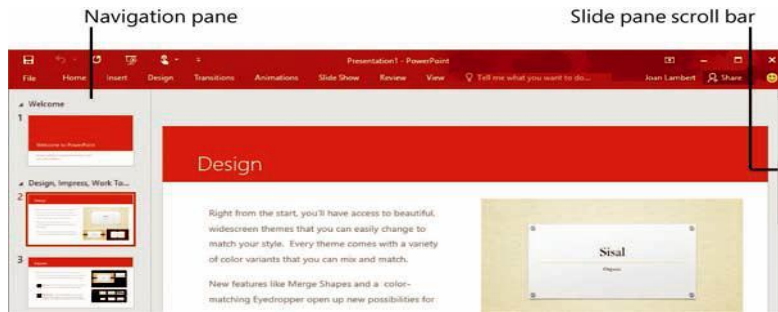 Navigation pane
Slide pane scroll bar
Presentation1 - PowerPoint
File Home Insert Design Transitions Animations Slide Show Review View Tell me what you want to do... Joan Lambert Share
Welcome
1
Welcome to PowerPoint
Design, Impress, Work To...
2
3
Design
Right from the start, you'll have access to beautiful,
widescreen themes that you can easily change to
match your style. Every theme comes with a variety
of color variants that you can mix and match.
New features like Merge Shapes and a color-
matching Eyedropper open up new possibilities for
Sisal